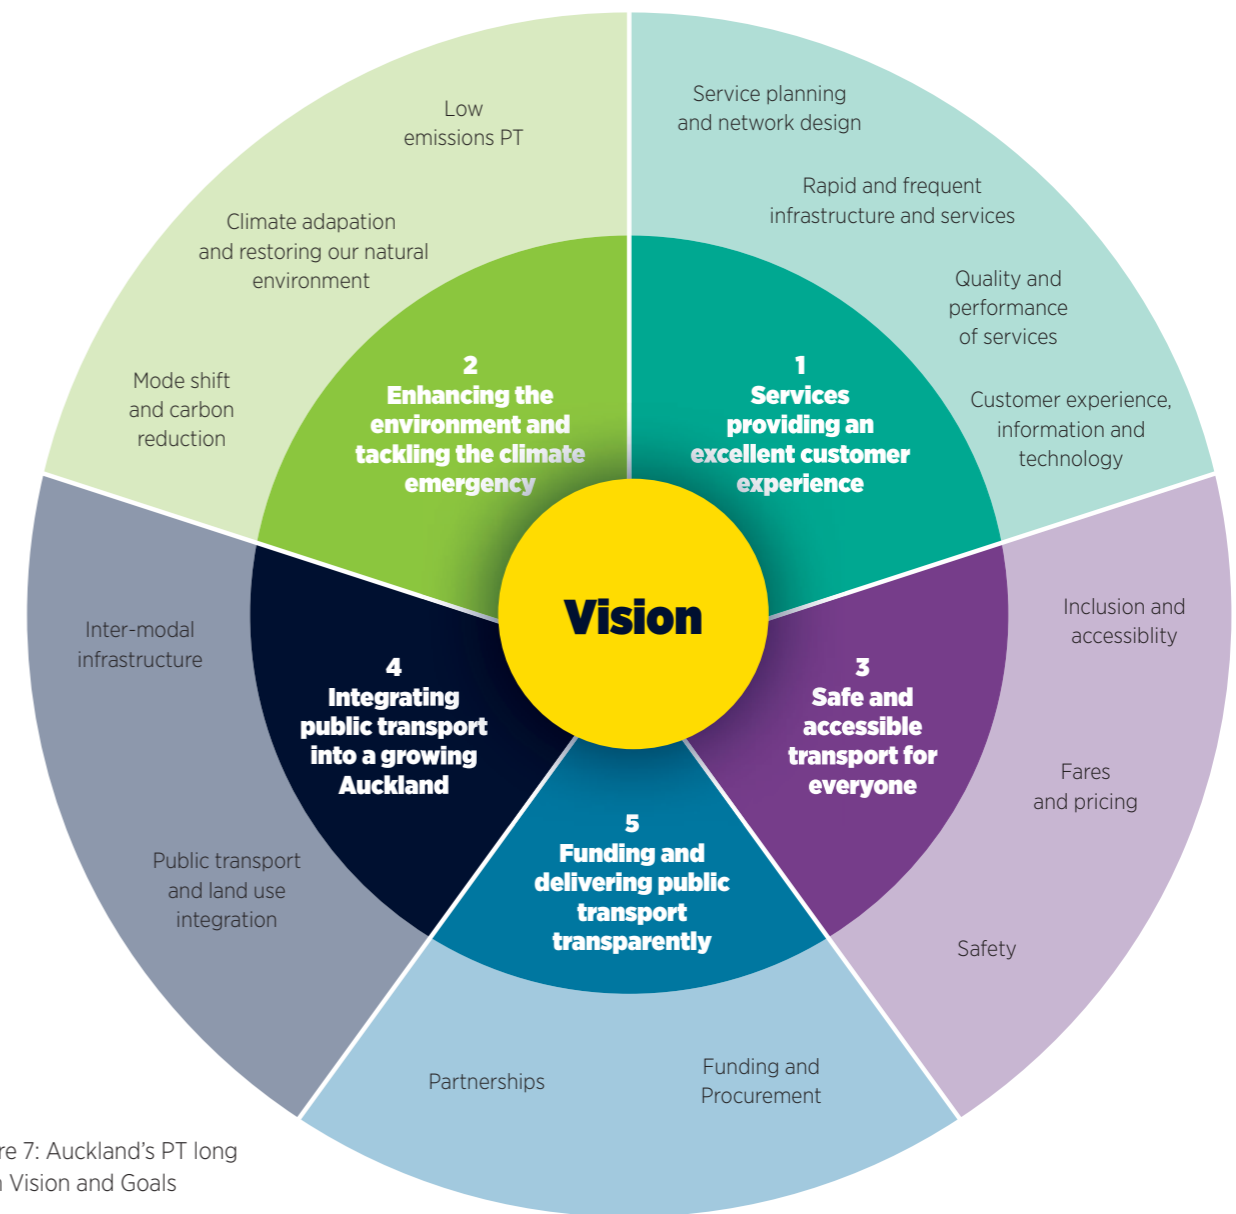 Low
emissions PT
Climate adapation
and restoring our natural
environment
Mode shift
and carbon
reduction
Service planning
and network design
Rapid and frequent
infrastructure and services
Quality and
performance
of services
Customer experience,
information and
technology
2
Enhancing the
environment and
tackling the climate
emergency
1
Services
providing an
excellent customer
experience
Vision
Inter-modal
infrastructure
Public transport
and land use
integration
4
Integrating
public transport
into a growing
Auckland
3
Safe and
accessible
transport for
everyone
Inclusion and
accessiblity
Fares
and pricing
Safety
5
Funding and
delivering public
transport
transparently
Partnerships
Funding and
Procurement
7: Auckland's PT long
Vision and Goals